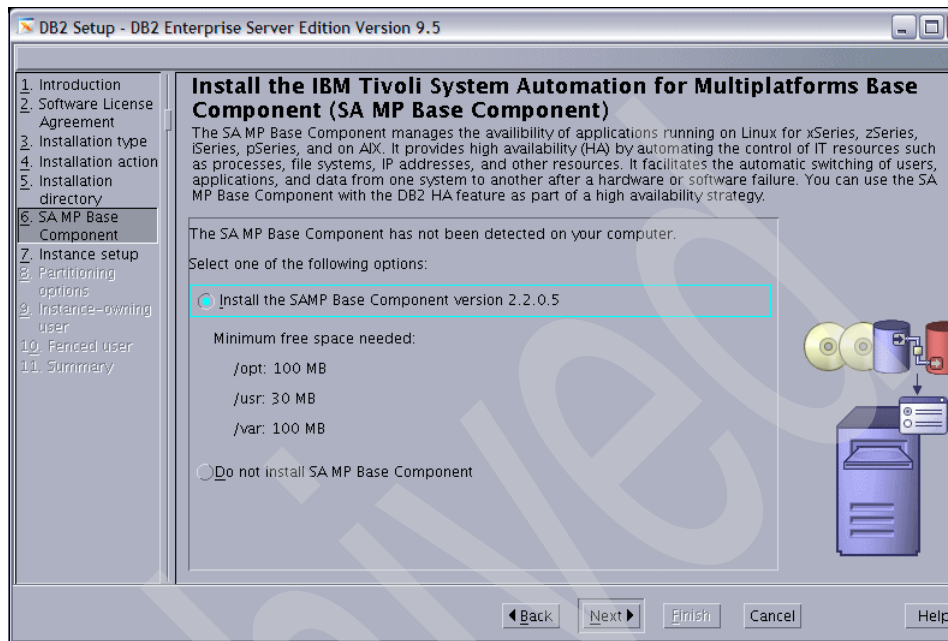 DB2 Setup - DB2 Enterprise Server Edition Version 9.5
1. Introduction
2. Software License
Agreement
3. Installation type
4. Installation action
5. Installation
directory
6. SA MP Base
Component
7. Instance setup
8. Partitioning
options
9. Instance-owning
user
10. Fenced user
11. Summary
Install the IBM Tivoli System Automation for Multiplatforms Base
Component (SA MP Base Component)
The SA MP Base Component manages the availibility of applications running on Linux for xSeries, zSeries,
iSeries, pSeries, and on AIX. It provides high availability (HA) by automating the control of IT resources such
as processes, file systems, IP addresses, and other resources. It facilitates the automatic switching of users,
applications, and data from one system to another after a hardware or software failure. You can use the SA
MP Base Component with the DB2 HA feature as part of a high availability strategy.
The SA MP Base Component has not been detected on your computer.
Select one of the following options:
Install the SAMP Base Component version 2.2.0.5
Minimum free space needed:
/opt: 100 MB
/usr: 30 MB
/var: 100 MB
Do not install SA MP Base Component
Back Next Finish Cancel Help